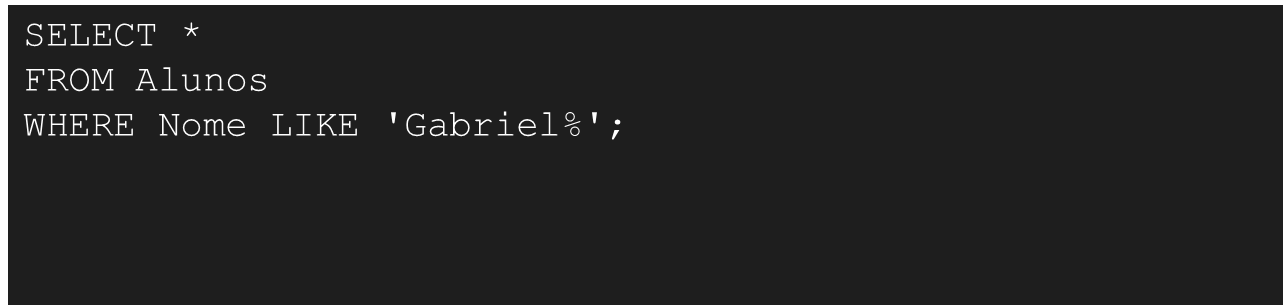 SELECT *
FROM Alunos
WHERE Nome LIKE 'Gabriel%';